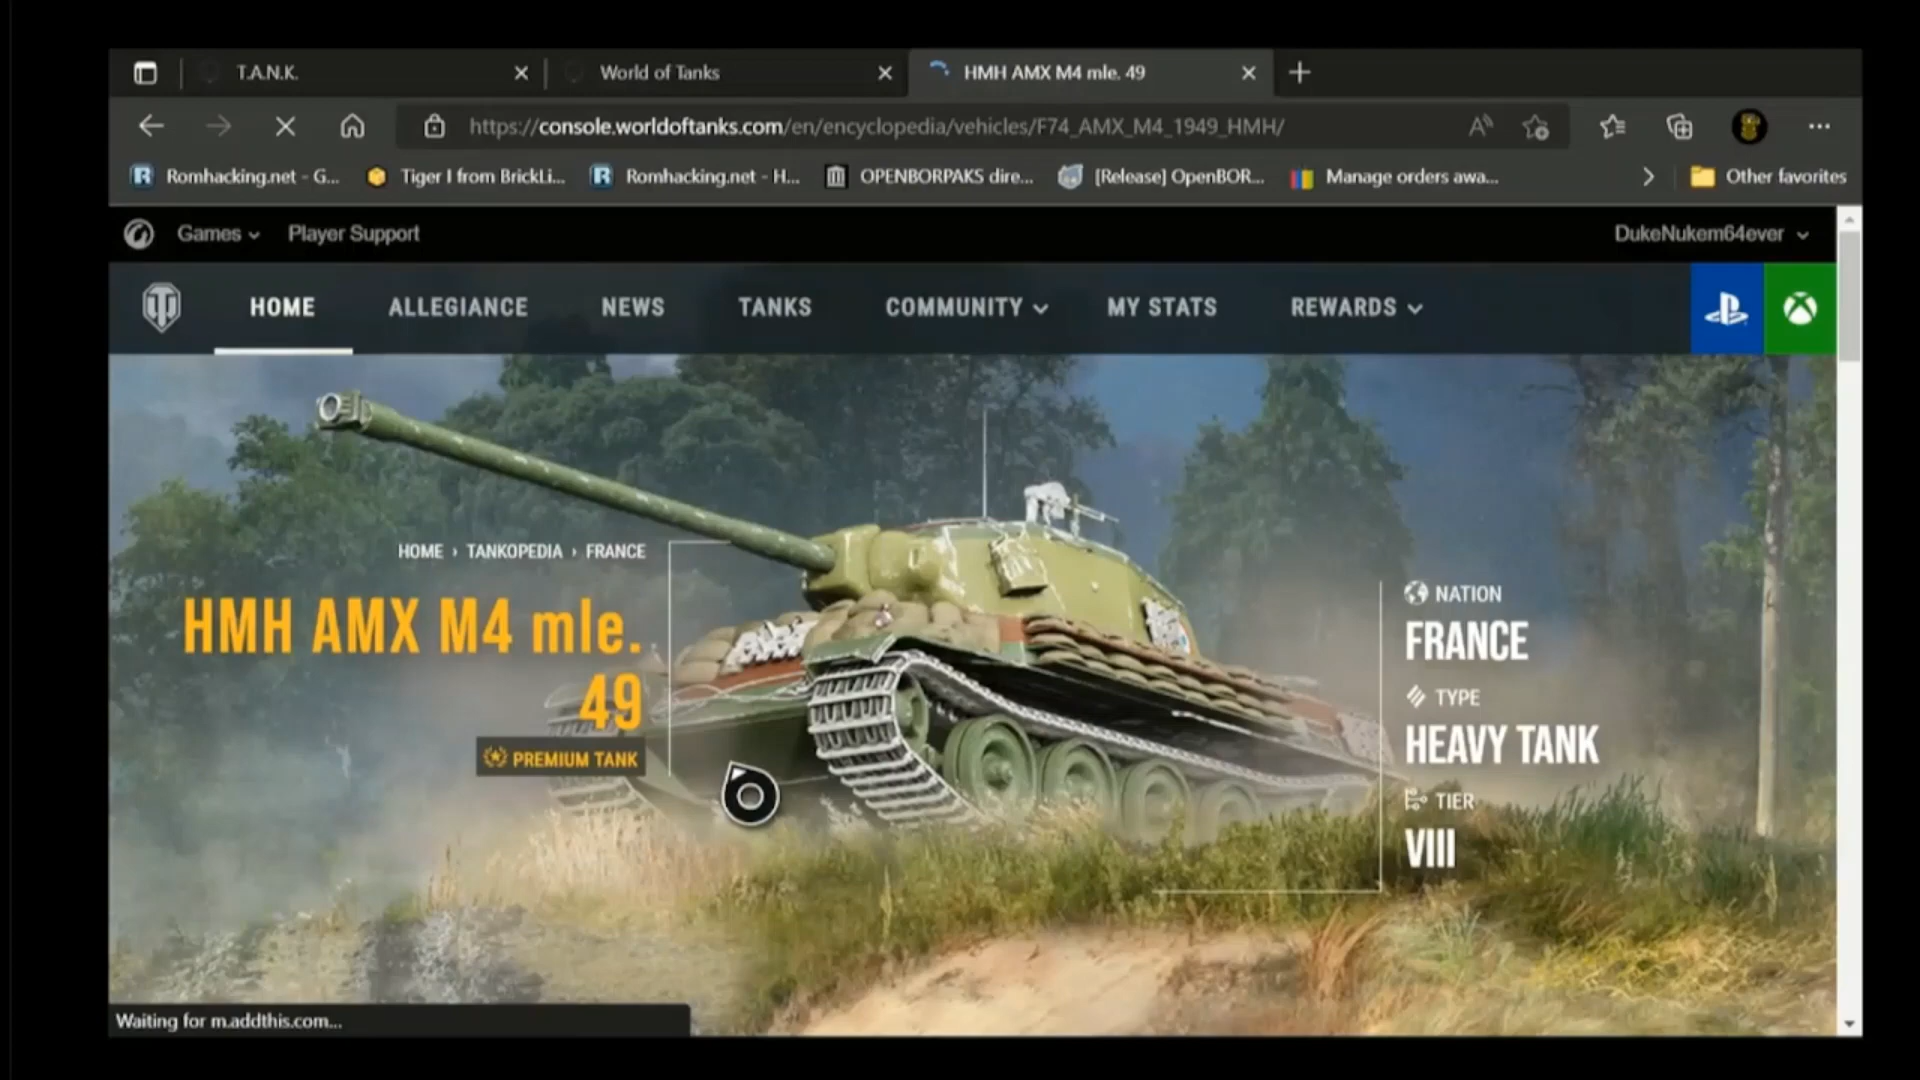 T.A.N.K.
World of Tanks
HMH AMX M4 mle. 49
https://console.worldoftanks.com/en/encyclopedia/vehicles/F74_AMX_M4_1949_HMH/
Romhacking.net - G...
Tiger I from BrickLi...
Romhacking.net - H...
OPENBORPAKS dire...
[Release] OpenBOR...
Manage orders awa...
Other favorites
Games
Player Support
DukeNukem64ever
HOME
ALLEGIANCE
NEWS
TANKS
COMMUNITY
MY STATS
REWARDS
HOME › TANKOPEDIA › FRANCE
HMH AMX M4 mle.
49
PREMIUM TANK
NATION
FRANCE
TYPE
HEAVY TANK
TIER
VIII
Waiting for m.addthis.com...